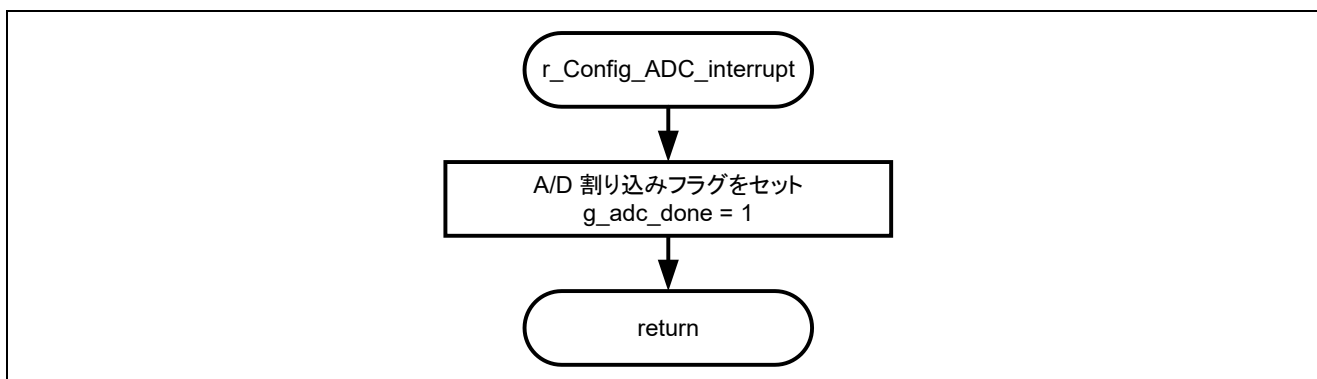 r_Config_ADC_interrupt
A/D 割り込みフラグをセット
g_adc_done = 1
return